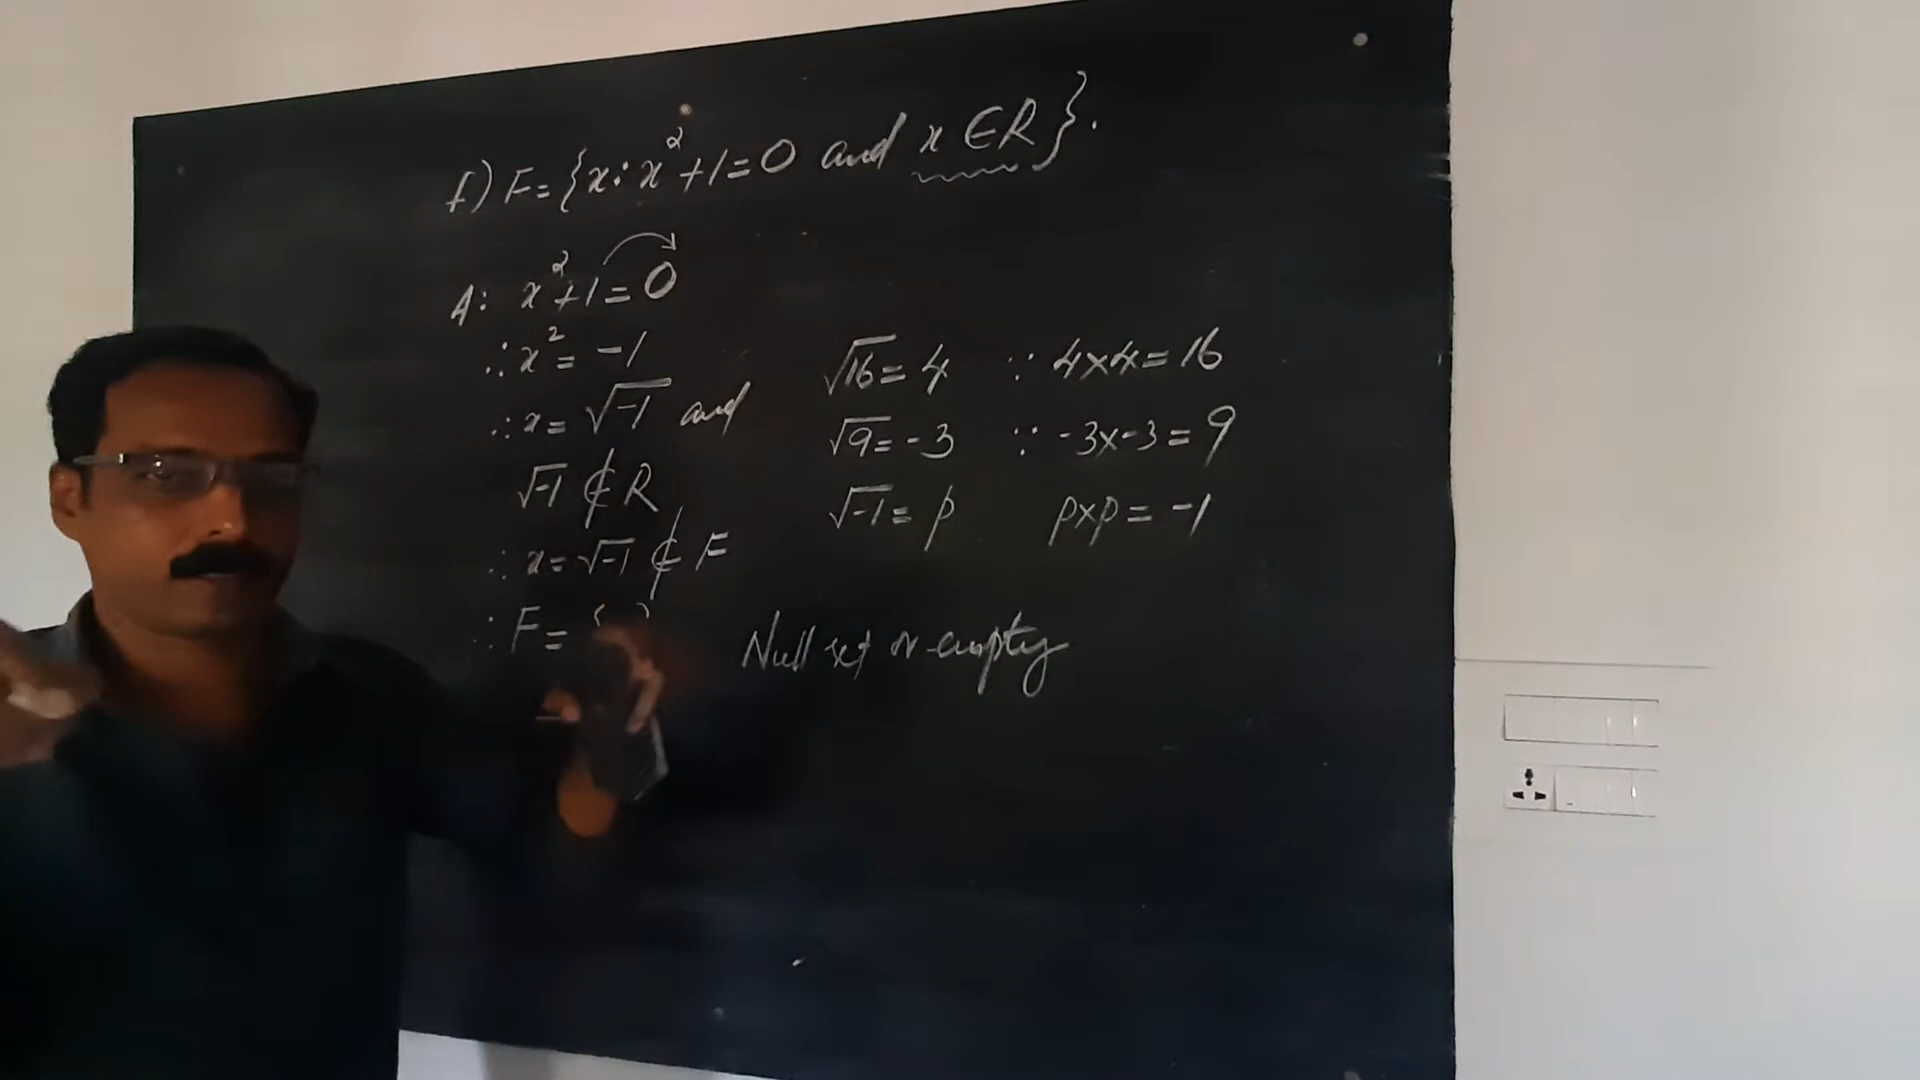 f) F = {x : x² + 1 = 0 and x ∈ R}.
A: x² + 1 = 0
∴ x² = -1
∴ x = √-1 and
√-1 ∉ R
∴ x = √-1 ∉ F
∴ F = { }
√16 = 4 ∵ 4×4 = 16
√9 = -3 ∵ -3×-3 = 9
√-1 = p p×p = -1
Null set or empty